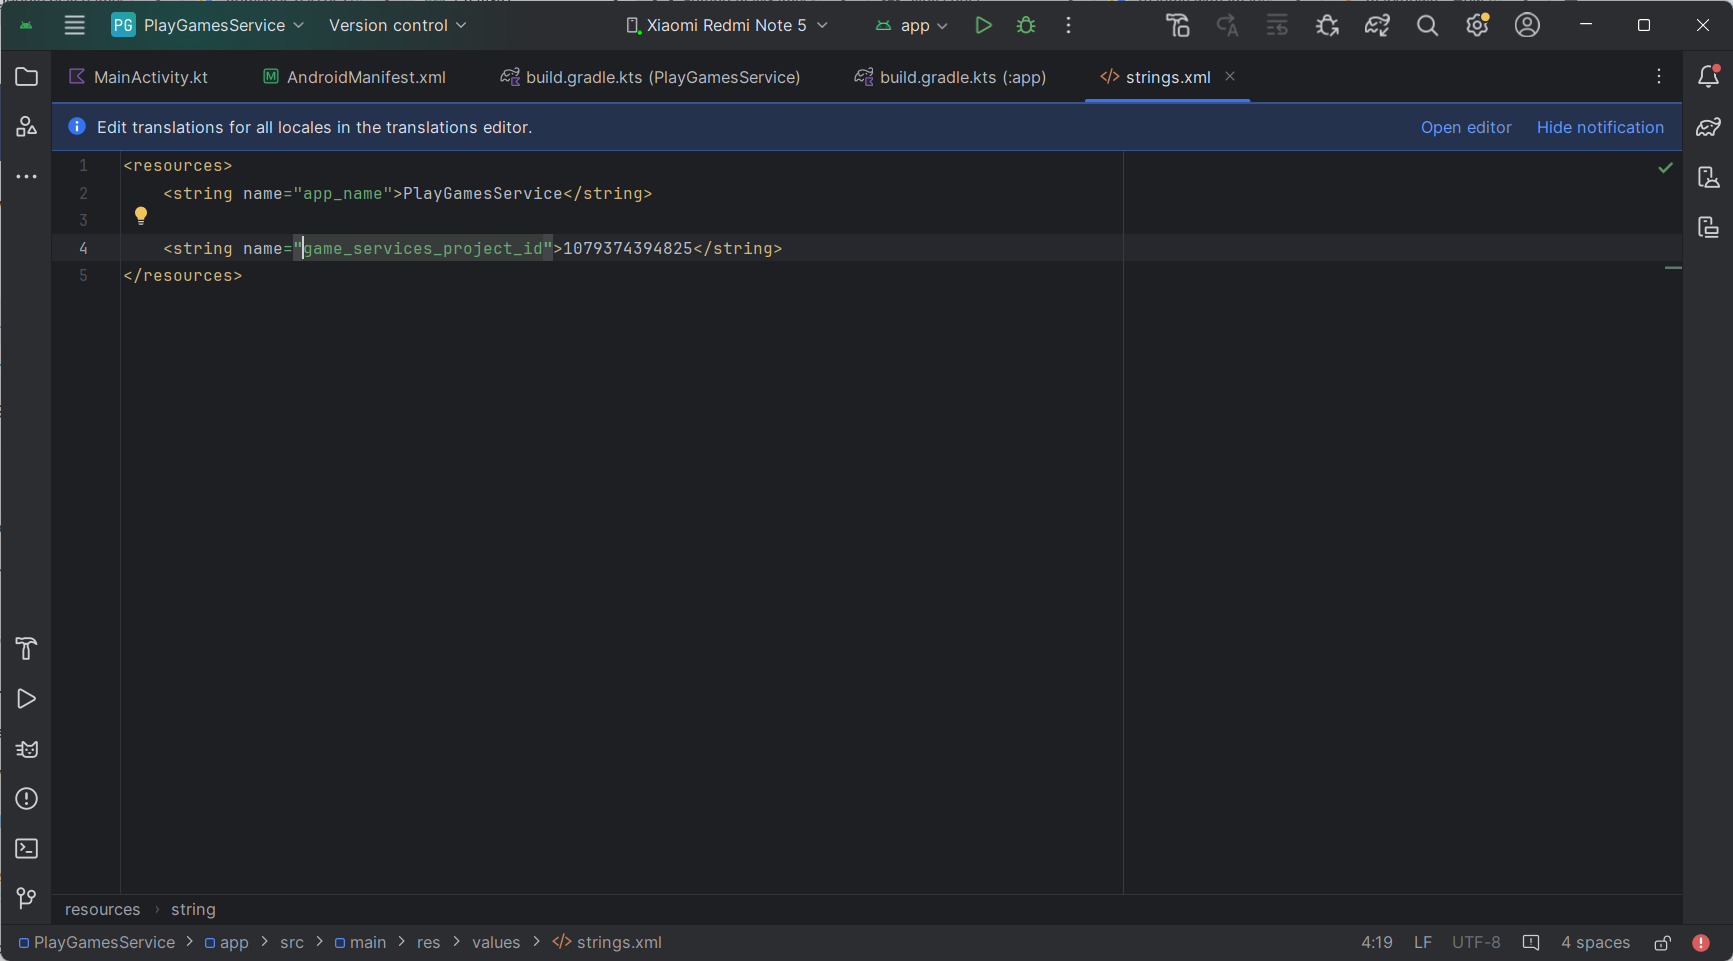 PG PlayGamesService Version control Xiaomi Redmi Note 5 app
MainActivity.kt AndroidManifest.xml build.gradle.kts (PlayGamesService) build.gradle.kts (:app) strings.xml
Edit translations for all locales in the translations editor. Open editor Hide notification
1 <resources>
2 <string name="app_name">PlayGamesService</string>
3
4 <string name="game_services_project_id">1079374394825</string>
5 </resources>
resources › string
PlayGamesService > app > src > main > res > values > strings.xml 4:19 LF UTF-8 4 spaces